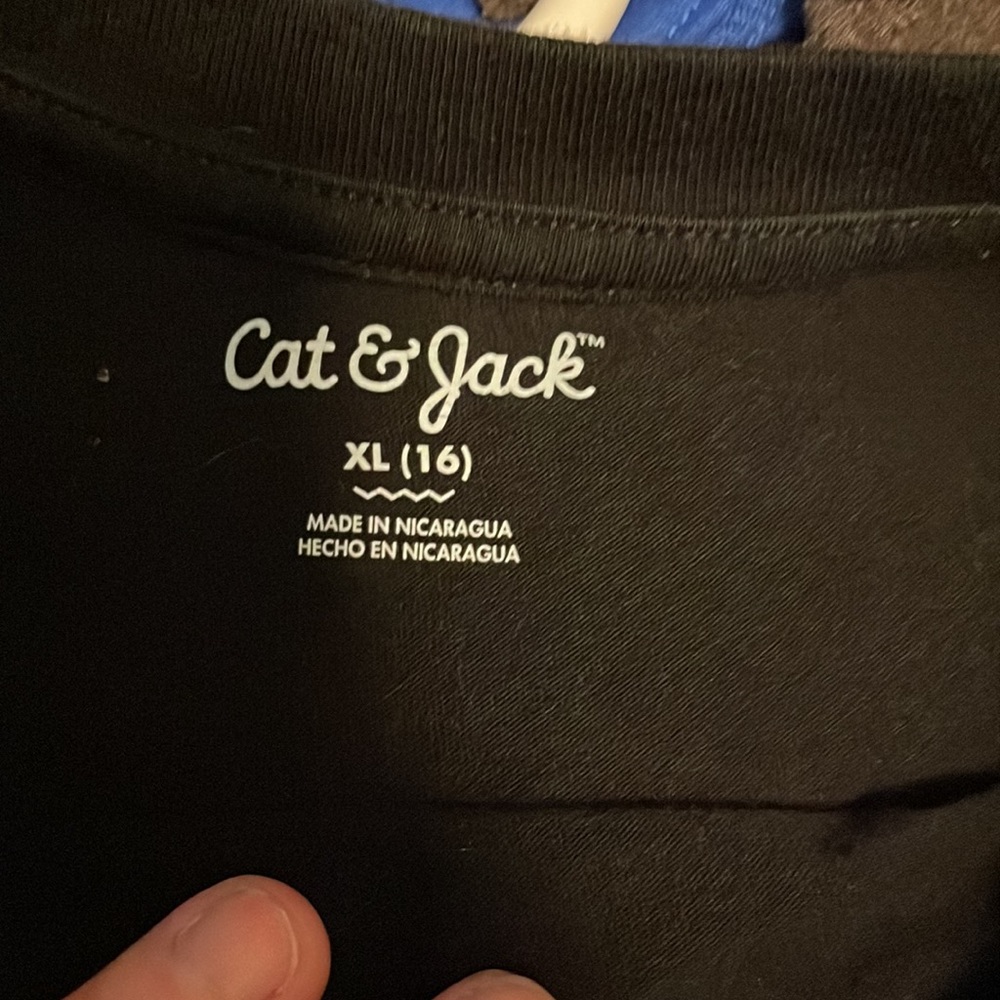 Cat & Jack™
XL (16)
MADE IN NICARAGUA
HECHO EN NICARAGUA